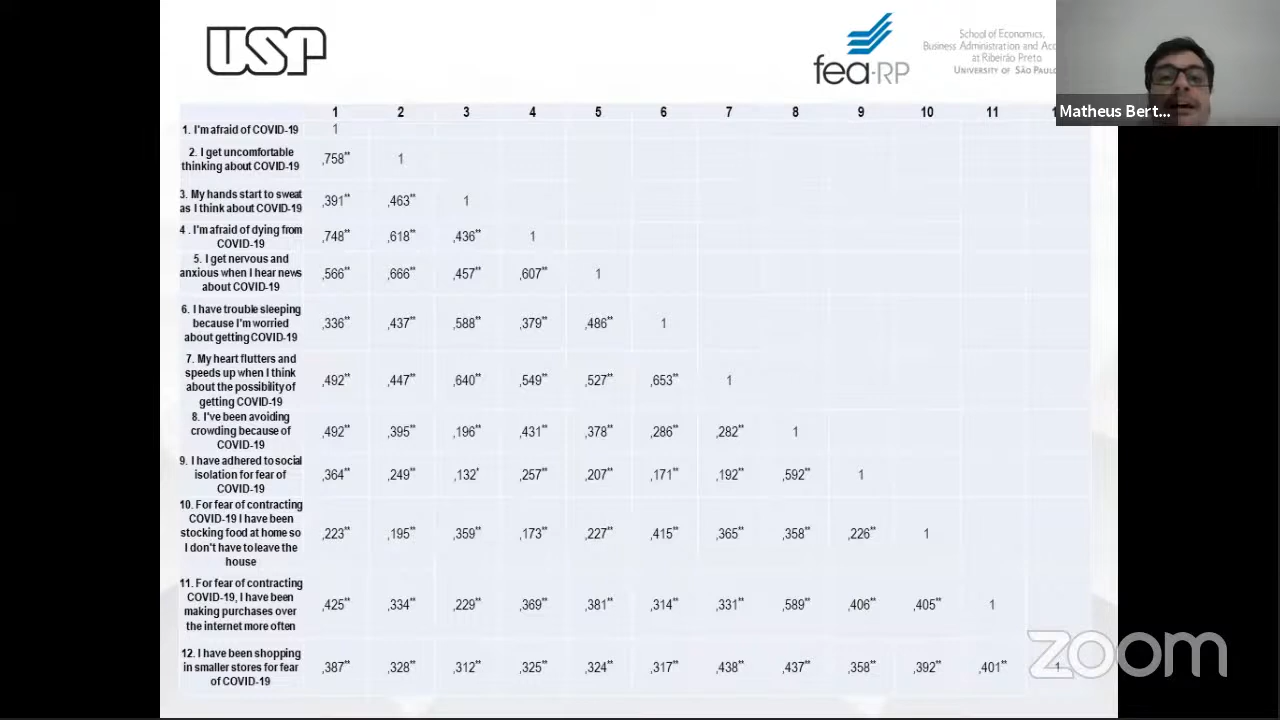 USP
fea-RP
School of Economics,
Business Administration and Acc
at Ribeirão Preto
UNIVERSITY OF SÃO PAULO
Matheus Bert...
1 2 3 4 5 6 7 8 9 10 11 1
1. I'm afraid of COVID-19 1
2. I get uncomfortable
thinking about COVID-19 ,758** 1
3. My hands start to sweat
as I think about COVID-19 ,391** ,463** 1
4 . I'm afraid of dying from
COVID-19 ,748** ,618** ,436** 1
5. I get nervous and
anxious when I hear news ,566** ,666** ,457** ,607** 1
about COVID-19
6. I have trouble sleeping
because I'm worried ,336** ,437** ,588** ,379** ,486** 1
about getting COVID-19
7. My heart flutters and
speeds up when I think
about the possibility of ,492** ,447** ,640** ,549** ,527** ,653** 1
getting COVID-19
8. I've been avoiding
crowding because of ,492** ,395** ,196** ,431** ,378** ,286** ,282** 1
COVID-19
9. I have adhered to social
isolation for fear of ,364** ,249** ,132* ,257** ,207** ,171** ,192** ,592** 1
COVID-19
10. For fear of contracting
COVID-19 I have been
stocking food at home so ,223** ,195** ,359** ,173** ,227** ,415** ,365** ,358** ,226** 1
I don't have to leave the
house
11. For fear of contracting
COVID-19, I have been
making purchases over ,425** ,334** ,229** ,369** ,381** ,314** ,331** ,589** ,406** ,405** 1
the internet more often
12. I have been shopping
in smaller stores for fear ,387** ,328** ,312** ,325** ,324** ,317** ,438** ,437** ,358** ,392** ,401** 1
of COVID-19
zoom